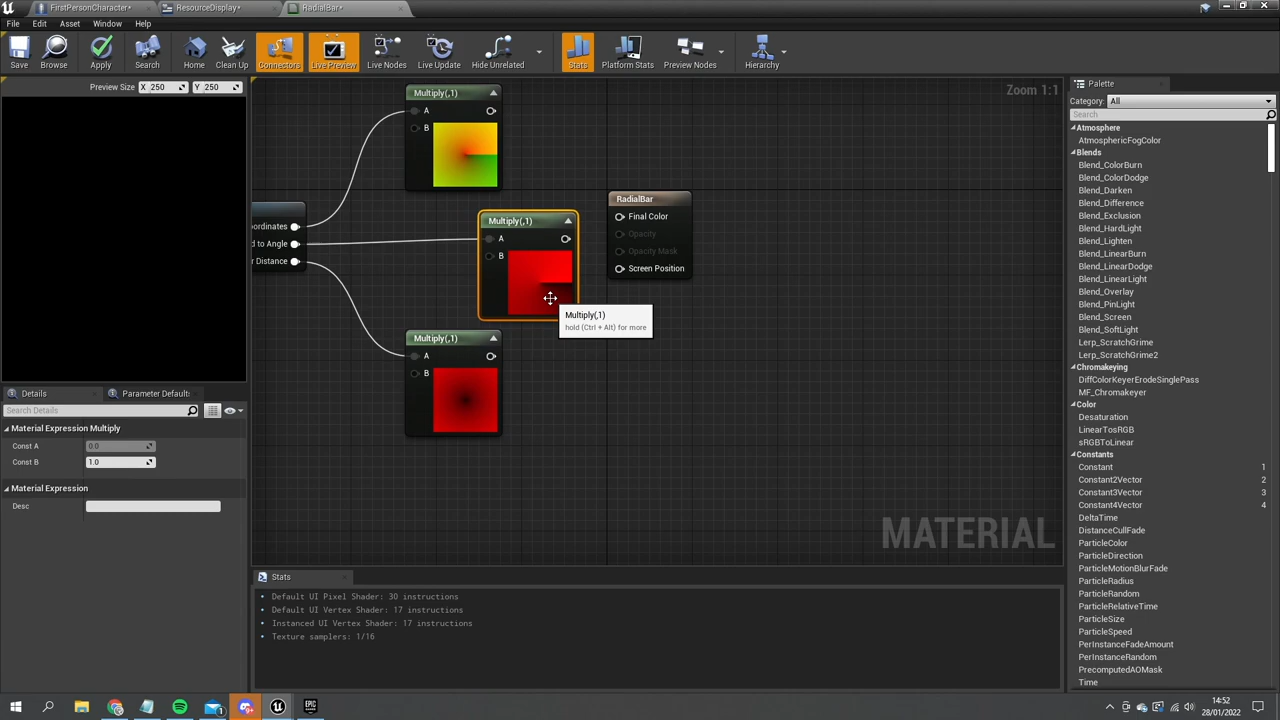 FirstPersonCharacter*
ResourceDisplay*
RadialBar*
File Edit Asset Window Help
Save Browse Apply Search Home Clean Up Connectors Live Preview Live Nodes Live Update Hide Unrelated Stats Platform Stats Preview Nodes Hierarchy
Preview Size X 250 Y 250
Zoom 1:1
Multiply(,1)
A
B
oordinates
d to Angle
r Distance
Multiply(,1)
A
B
Multiply(,1)
hold (Ctrl + Alt) for more
Multiply(,1)
A
B
RadialBar
Final Color
Opacity
Opacity Mask
Screen Position
MATERIAL
Details
Parameter Default
Search Details
Material Expression Multiply
Const A 0.0
Const B 1.0
Material Expression
Desc
Stats
Default UI Pixel Shader: 30 instructions
Default UI Vertex Shader: 17 instructions
Instanced UI Vertex Shader: 17 instructions
Texture samplers: 1/16
Palette
Category: All
Search
Atmosphere
AtmosphericFogColor
Blends
Blend_ColorBurn
Blend_ColorDodge
Blend_Darken
Blend_Difference
Blend_Exclusion
Blend_HardLight
Blend_Lighten
Blend_LinearBurn
Blend_LinearDodge
Blend_LinearLight
Blend_Overlay
Blend_PinLight
Blend_Screen
Blend_SoftLight
Lerp_ScratchGrime
Lerp_ScratchGrime2
Chromakeying
DiffColorKeyerErodeSinglePass
MF_Chromakeyer
Color
Desaturation
LinearTosRGB
sRGBToLinear
Constants
Constant 1
Constant2Vector 2
Constant3Vector 3
Constant4Vector 4
DeltaTime
DistanceCullFade
ParticleColor
ParticleDirection
ParticleMotionBlurFade
ParticleRadius
ParticleRandom
ParticleRelativeTime
ParticleSize
ParticleSpeed
PerInstanceFadeAmount
PerInstanceRandom
PrecomputedAOMask
Time
14:52
28/01/2022